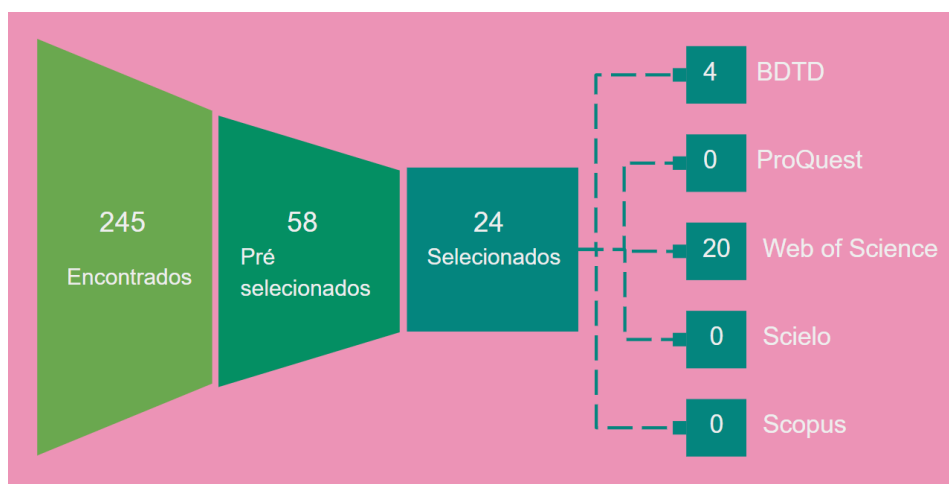 245
Encontrados
58
Pré
selecionados
24
Selecionados
4 BDTD
0 ProQuest
20 Web of Science
0 Scielo
0 Scopus